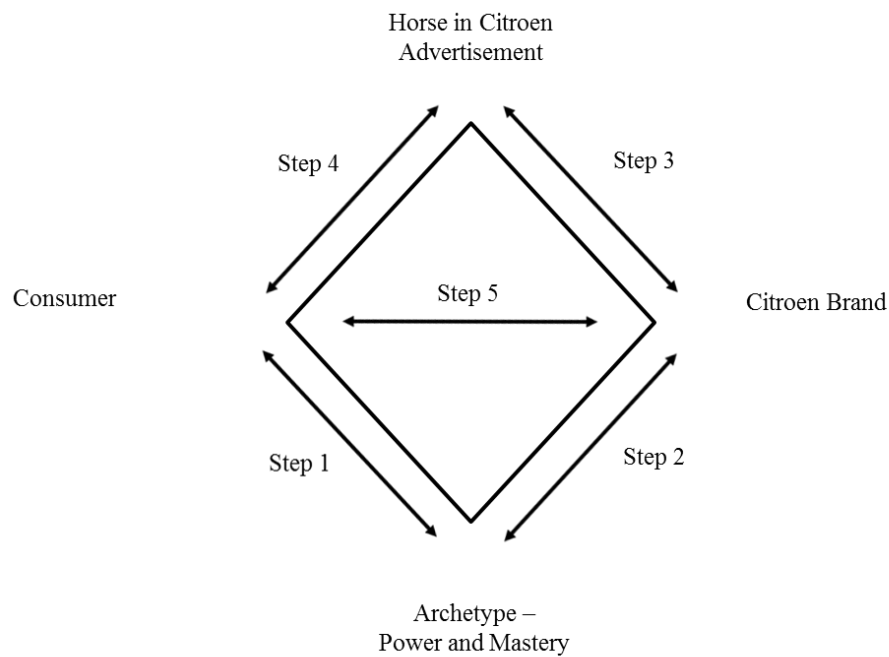 Horse in Citroen
Advertisement
Step 4
Step 3
Consumer
Step 5
Citroen Brand
Step 1
Step 2
Archetype –
Power and Mastery